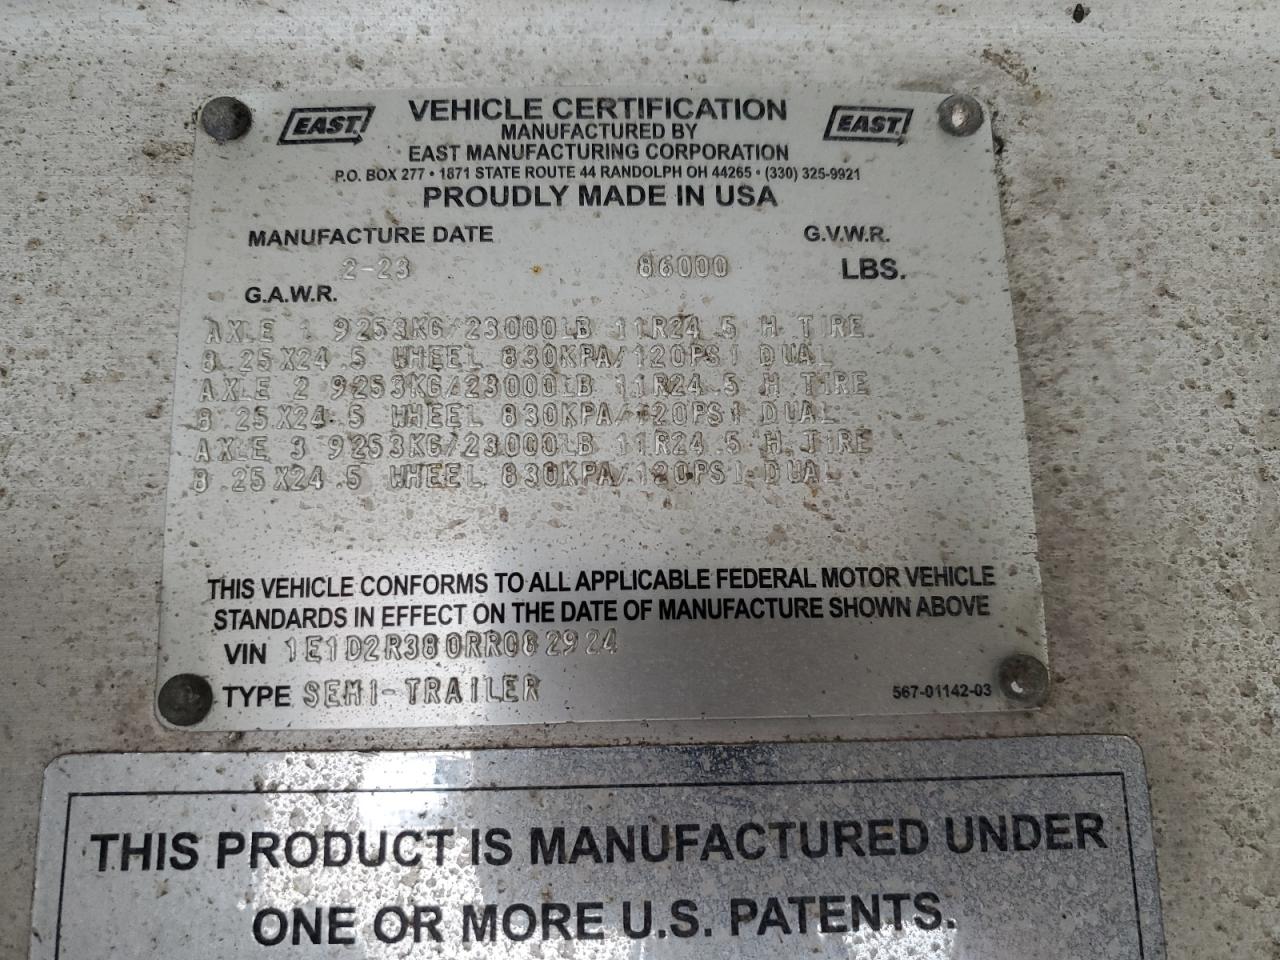 EAST VEHICLE CERTIFICATION EAST
MANUFACTURED BY
EAST MANUFACTURING CORPORATION
P.O. BOX 277 • 1871 STATE ROUTE 44 RANDOLPH OH 44265 • (330) 325-9921
PROUDLY MADE IN USA
MANUFACTURE DATE G.V.W.R.
2-23 86000 LBS.
G.A.W.R.
AXLE 1 9253KG/23000LB 11R24.5 H TIRE
8.25X24.5 WHEEL 830KPA/120PSI DUAL
AXLE 2 9253KG/23000LB 11R24.5 H TIRE
8.25X24.5 WHEEL 830KPA/120PSI DUAL
AXLE 3 9253KG/23000LB 11R24.5 H TIRE
8.25X24.5 WHEEL 830KPA/120PSI DUAL
THIS VEHICLE CONFORMS TO ALL APPLICABLE FEDERAL MOTOR VEHICLE
STANDARDS IN EFFECT ON THE DATE OF MANUFACTURE SHOWN ABOVE
VIN 1E1D2R380RR082924
TYPE SEMI-TRAILER 567-01142-03
THIS PRODUCT IS MANUFACTURED UNDER
ONE OR MORE U.S. PATENTS.